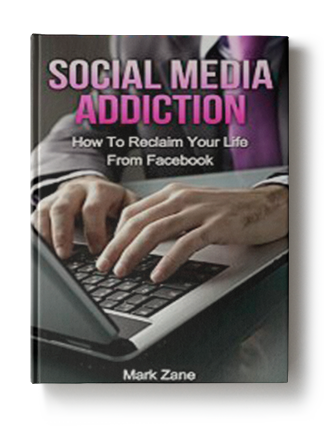 SOCIAL MEDIA
ADDICTION
How To Reclaim Your Life
From Facebook
Mark Zane